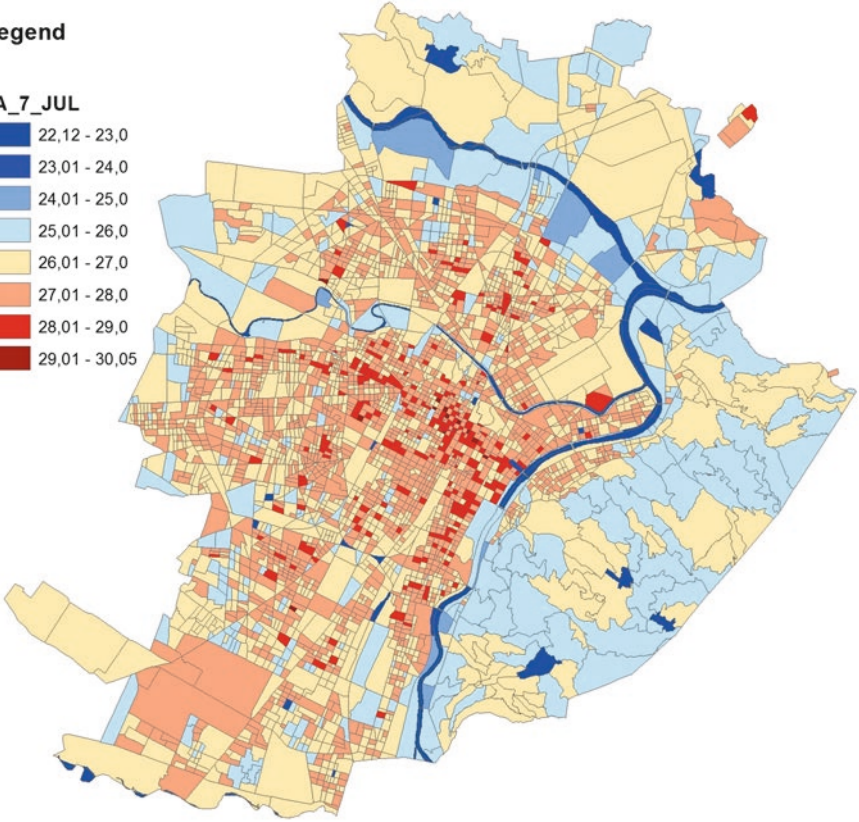 egend
A_7_JUL
22,12 - 23,0
23,01 - 24,0
24,01 - 25,0
25,01 - 26,0
26,01 - 27,0
27,01 - 28,0
28,01 - 29,0
29,01 - 30,05